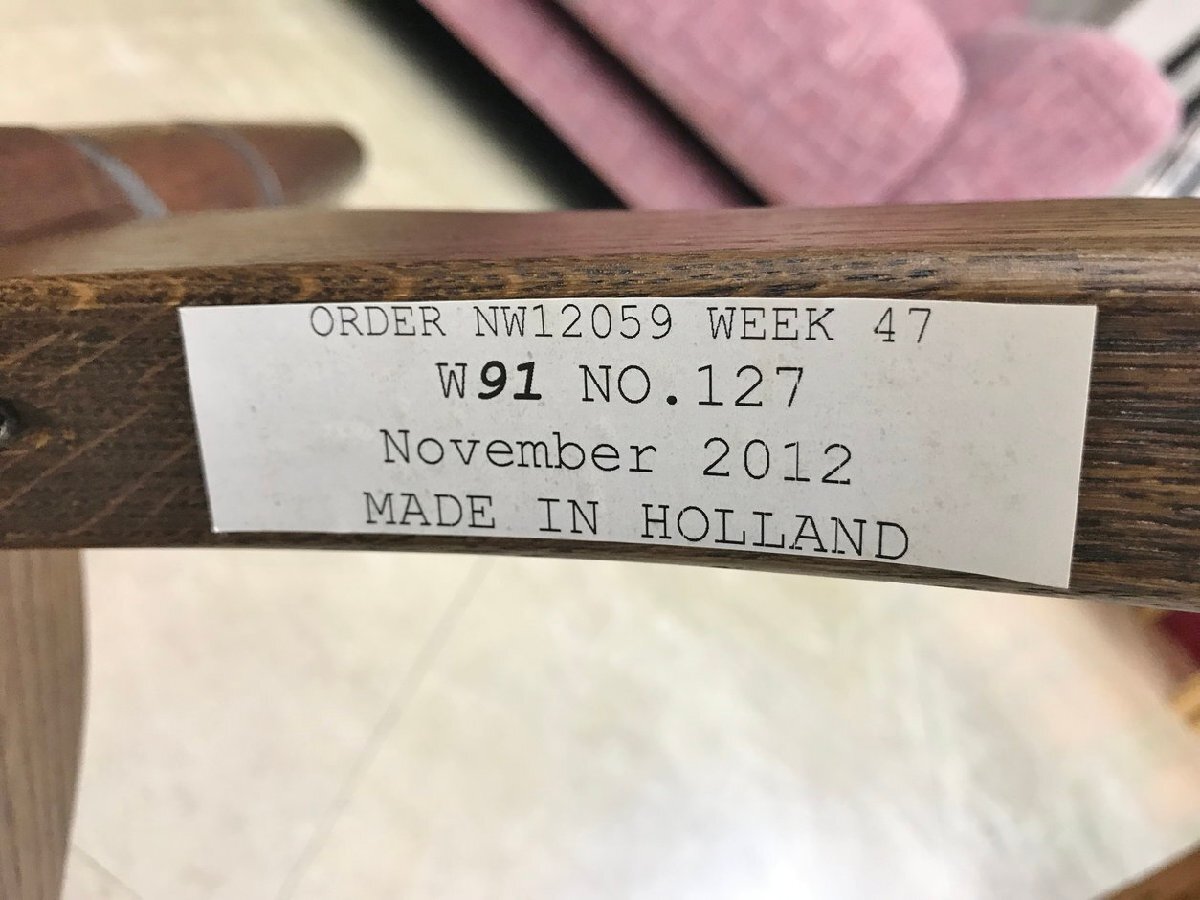 ORDER NW12059 WEEK 47
W91 NO.127
November 2012
MADE IN HOLLAND